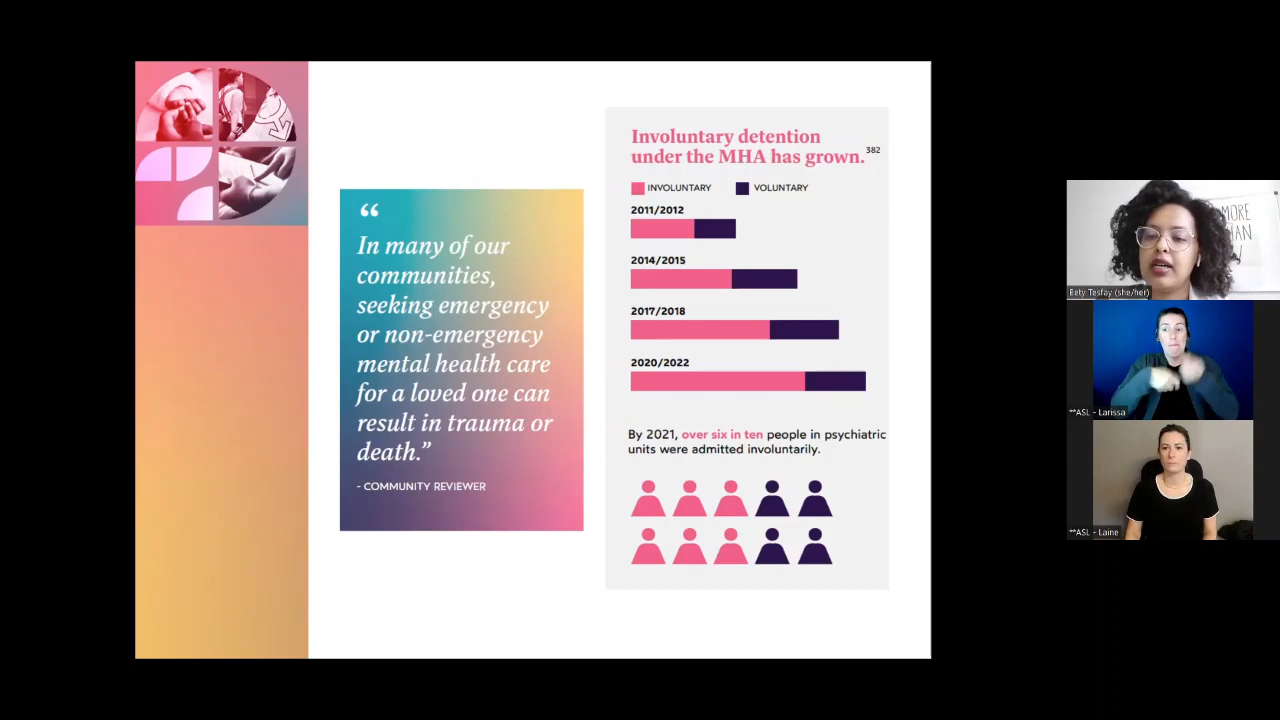 “
In many of our
communities,
seeking emergency
or non-emergency
mental health care
for a loved one can
result in trauma or
death.”
- COMMUNITY REVIEWER
Involuntary detention
under the MHA has grown.382
INVOLUNTARY VOLUNTARY
2011/2012
2014/2015
2017/2018
2020/2022
By 2021, over six in ten people in psychiatric
units were admitted involuntarily.
MORE
Bety Tesfay (she/her)
**ASL - Larissa
**ASL - Laine